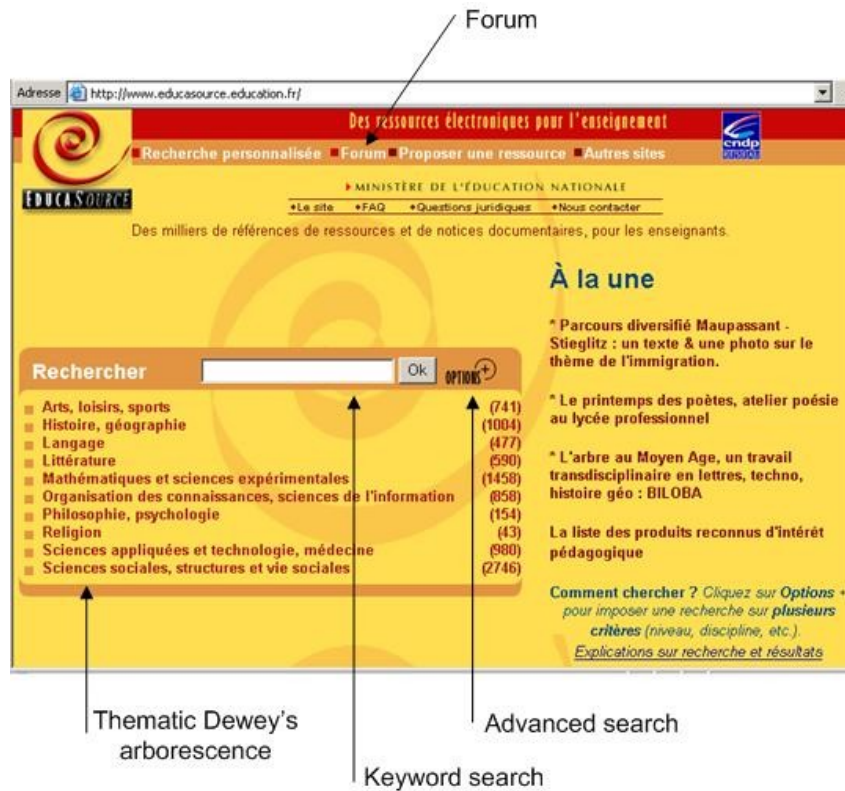 Forum
Adresse http://www.educasource.education.fr/
Des ressources électroniques pour l'enseignement
cndp
Recherche personnalisée Forum Proposer une ressource Autres sites
EDUCASOURCE
MINISTÈRE DE L'ÉDUCATION NATIONALE
Le site FAQ Questions juridiques Nous contacter
Des milliers de références de ressources et de notices documentaires, pour les enseignants.
À la une
* Parcours diversifié Maupassant -
Stieglitz : un texte & une photo sur le
thème de l'immigration.
* Le printemps des poètes, atelier poésie
au lycée professionnel
* L'arbre au Moyen Age, un travail
transdisciplinaire en lettres, techno,
histoire géo : BILOBA
La liste des produits reconnus d'intérét
pédagogique
Comment chercher ? Cliquez sur Options +
pour imposer une recherche sur plusieurs
critères (niveau, discipline, etc.).
Explications sur recherche et résultats
Rechercher Ok OPTIONS +
Arts, loisirs, sports (741)
Histoire, géographie (1004)
Langage (477)
Littérature (590)
Mathématiques et sciences expérimentales (1458)
Organisation des connaissances, sciences de l'information (858)
Philosophie, psychologie (154)
Religion (43)
Sciences appliquées et technologie, médecine (980)
Sciences sociales, structures et vie sociales (2746)
Thematic Dewey's
arborescence
Keyword search
Advanced search